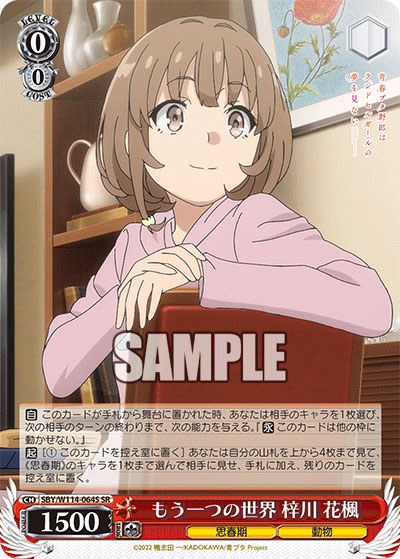 LEVEL
0
0
COST
青春ブタ野郎は
ランドセルガールの
夢を見ない
SAMPLE
自 このカードが手札から舞台に置かれた時、あなたは相手のキャラを1枚選び、
次の相手のターンの終わりまで、次の能力を与える。『永 このカードは他の枠に
動かせない。』
起 [① このカードを控え室に置く] あなたは自分の山札を上から4枚まで見て、
《思春期》のキャラを1枚まで選んで相手に見せ、手札に加え、残りのカードを
控え室に置く。
CH SBY/W114-064S SR
1500
もう一つの世界 梓川 花楓
思春期
動物
©2022 鴨志田 一/KADOKAWA/青ブタ Project